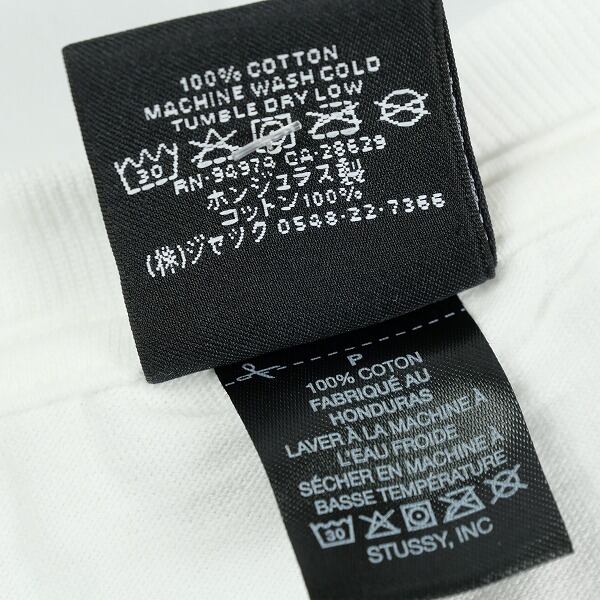 100% COTTON
MACHINE WASH COLD
TUMBLE DRY LOW
30
RN-94974 CA-28629
ホンジュラス製
コットン100%
(株)ジャック 0548-22-7366
P
100% COTON
FABRIQUÉ AU
HONDURAS
LAVER À LA MACHINE À
L'EAU FROIDE
SÉCHER EN MACHINE À
BASSE TEMPÉRATURE
30
STUSSY, INC